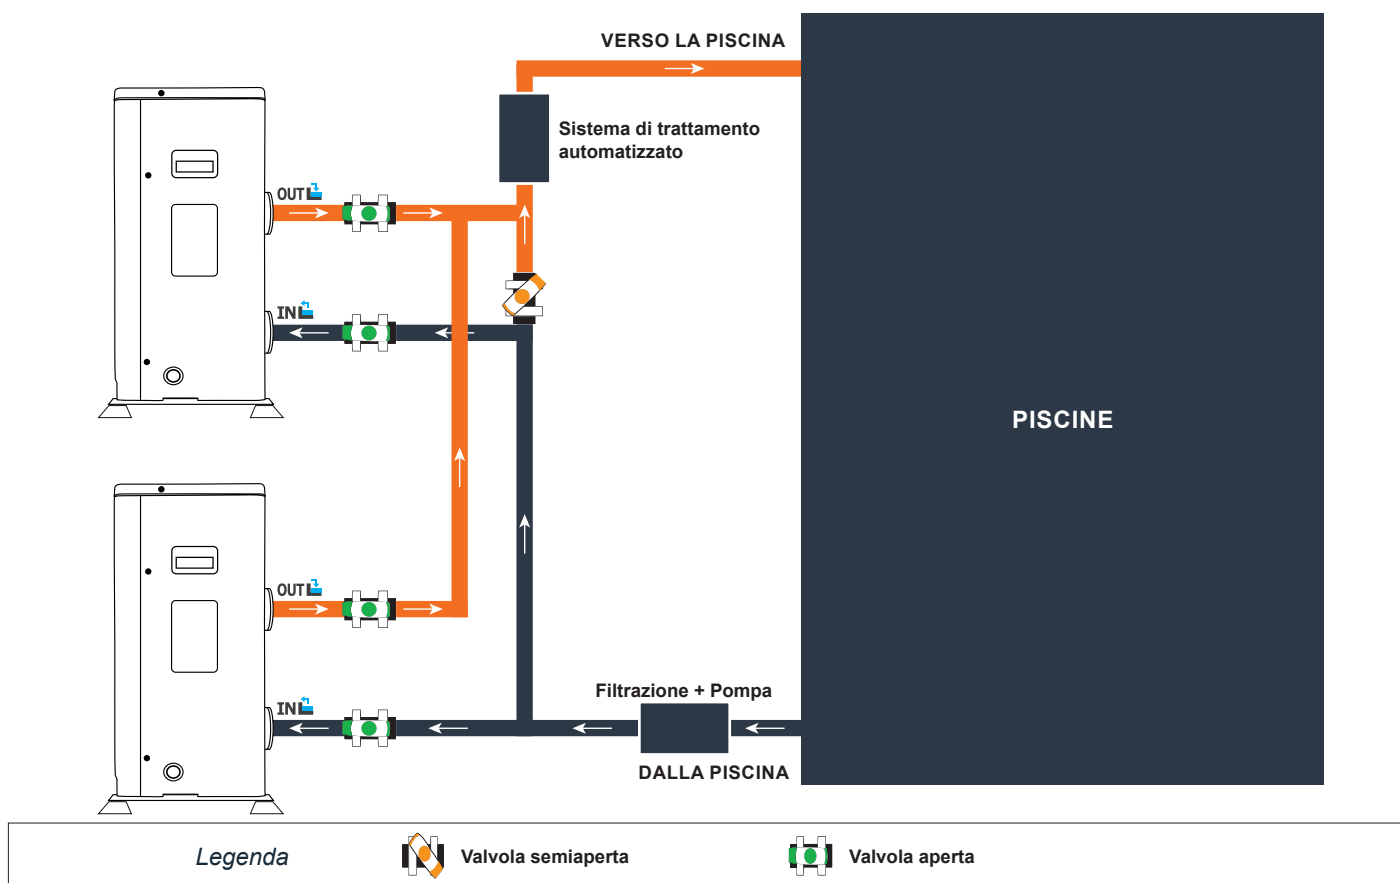 VERSO LA PISCINA
Sistema di trattamento
automatizzato
OUT
IN
PISCINE
OUT
IN
Filtrazione + Pompa
DALLA PISCINA
Legenda
Valvola semiaperta
Valvola aperta